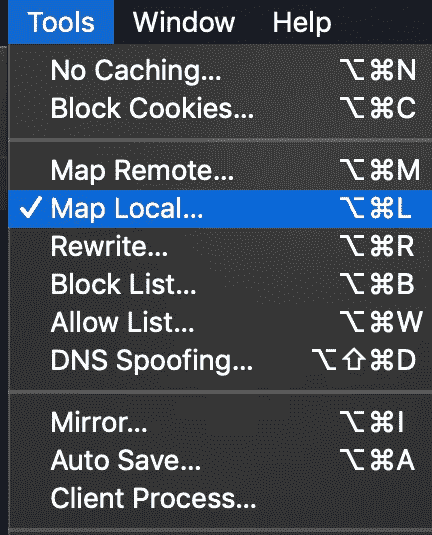 Tools Window Help
No Caching... ⌥⌘N
Block Cookies... ⌥⌘C
Map Remote... ⌥⌘M
✓ Map Local... ⌥⌘L
Rewrite... ⌥⌘R
Block List... ⌥⌘B
Allow List... ⌥⌘W
DNS Spoofing... ⌥⇧⌘D
Mirror... ⌥⌘I
Auto Save... ⌥⌘A
Client Process...